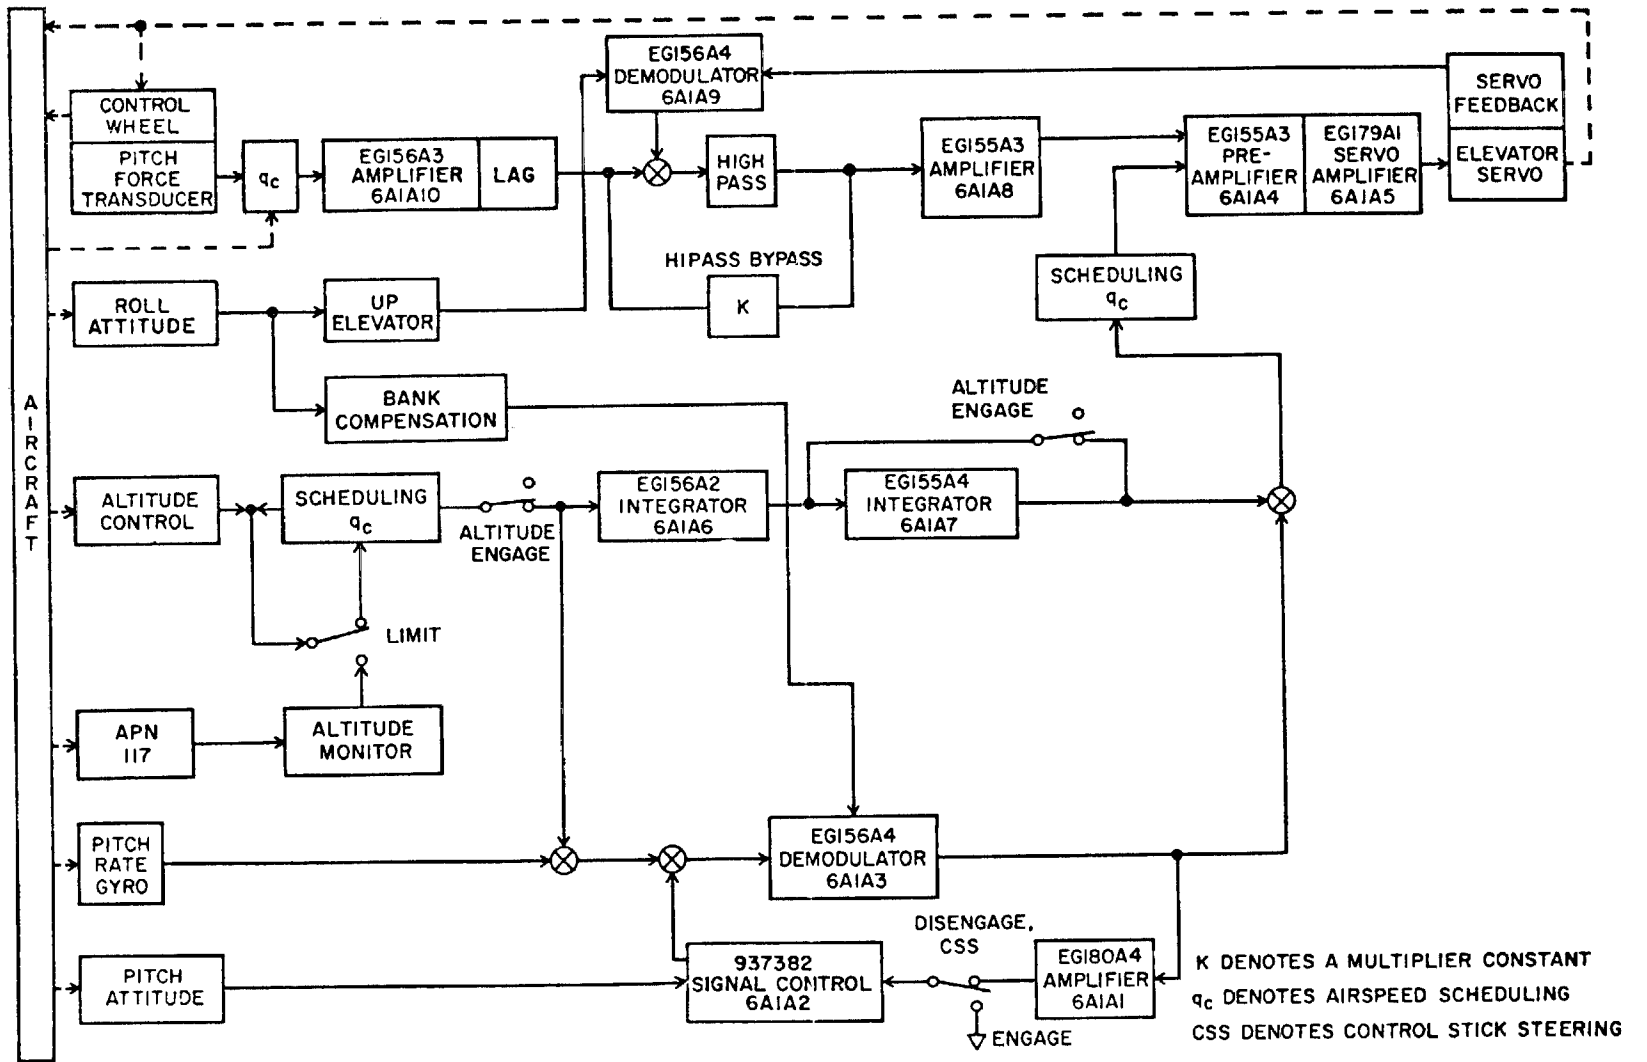 AIRCRAFT
CONTROL
WHEEL
PITCH
FORCE
TRANSDUCER
qc
EG156A3
AMPLIFIER
6A1A10
LAG
EG156A4
DEMODULATOR
6A1A9
HIGH
PASS
HIPASS BYPASS
K
EG155A3
AMPLIFIER
6A1A8
EG155A3
PRE-
AMPLIFIER
6A1A4
EG179A1
SERVO
AMPLIFIER
6A1A5
SERVO
FEEDBACK
ELEVATOR
SERVO
SCHEDULING
qc
ROLL
ATTITUDE
UP
ELEVATOR
BANK
COMPENSATION
ALTITUDE
ENGAGE
ALTITUDE
CONTROL
SCHEDULING
qc
ALTITUDE
ENGAGE
EG156A2
INTEGRATOR
6A1A6
EG155A4
INTEGRATOR
6A1A7
LIMIT
APN
117
ALTITUDE
MONITOR
PITCH
RATE
GYRO
EG156A4
DEMODULATOR
6A1A3
PITCH
ATTITUDE
937382
SIGNAL CONTROL
6A1A2
DISENGAGE,
CSS
ENGAGE
EG180A4
AMPLIFIER
6A1A1
K DENOTES A MULTIPLIER CONSTANT
qc DENOTES AIRSPEED SCHEDULING
CSS DENOTES CONTROL STICK STEERING